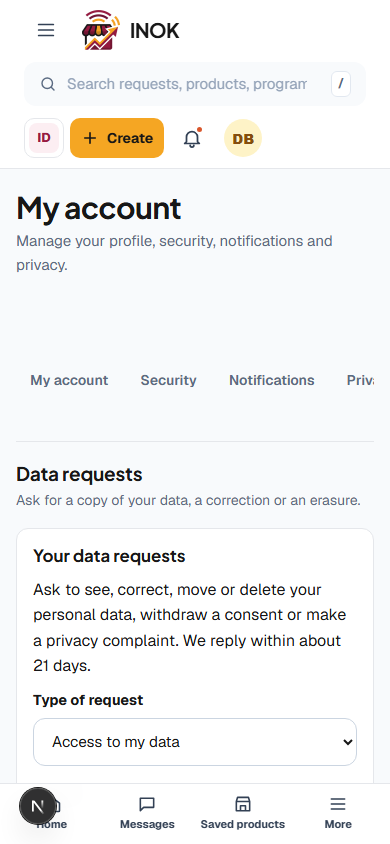 INOK
Search requests, products, program
/
ID
+ Create
DB
My account
Manage your profile, security, notifications and
privacy.
My account
Security
Notifications
Data requests
Ask for a copy of your data, a correction or an erasure.
Your data requests
Ask to see, correct, move or delete your
personal data, withdraw a consent or make
a privacy complaint. We reply within about
21 days.
Type of request
Access to my data
N
Home
Messages
Saved products
More